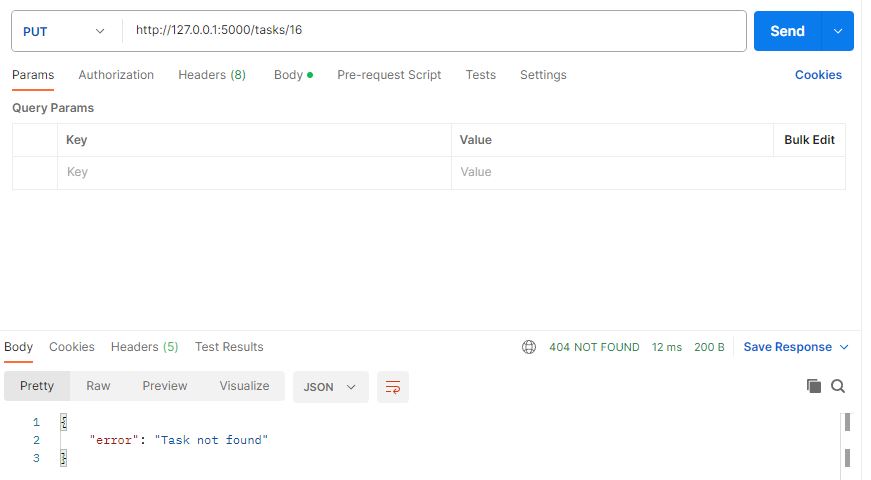 PUT http://127.0.0.1:5000/tasks/16 Send
Params Authorization Headers (8) Body Pre-request Script Tests Settings Cookies
Query Params
Key Value Bulk Edit
Key Value
Body Cookies Headers (5) Test Results 404 NOT FOUND 12 ms 200 B Save Response
Pretty Raw Preview Visualize JSON
1 {
2 "error": "Task not found"
3 }